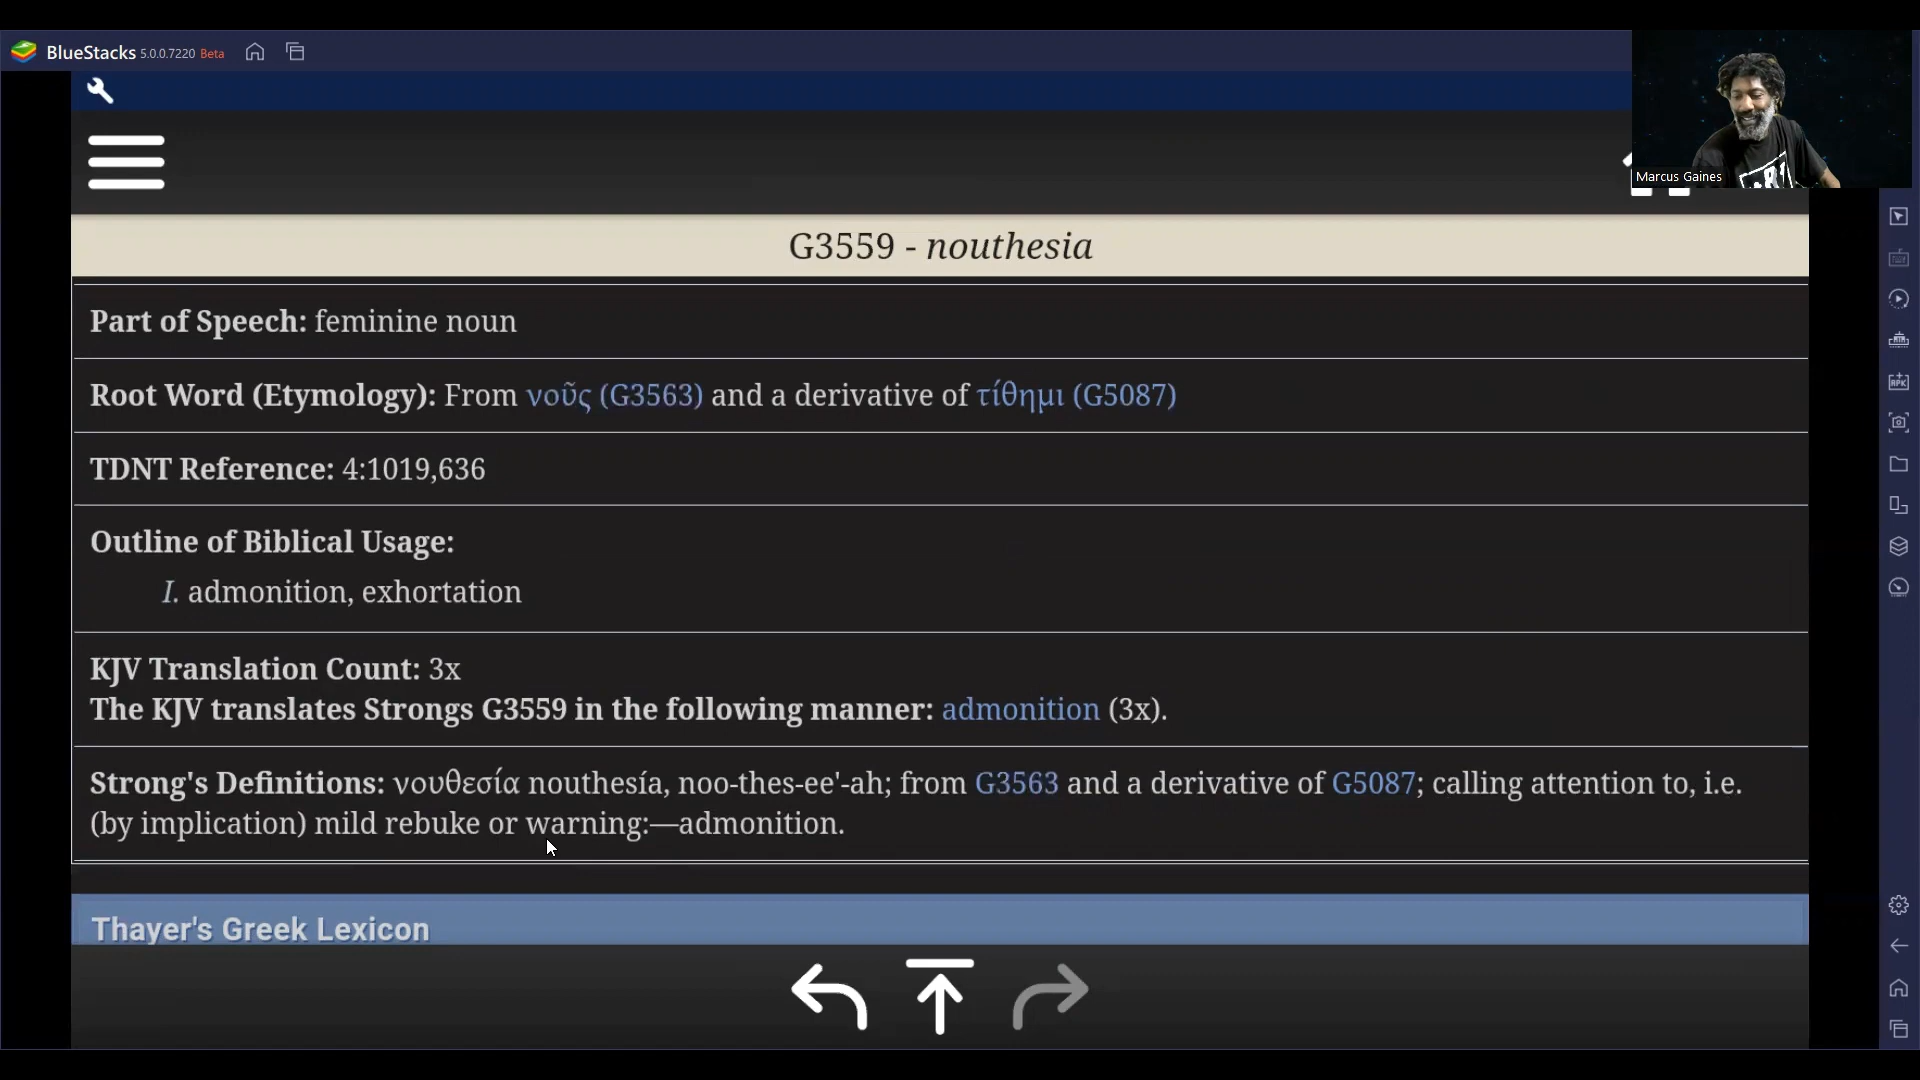 BlueStacks 5.0.0.7220 Beta
Marcus Gaines
G3559 - nouthesia
Part of Speech: feminine noun
Root Word (Etymology): From νοῦς (G3563) and a derivative of τίθημι (G5087)
TDNT Reference: 4:1019,636
Outline of Biblical Usage:
I. admonition, exhortation
KJV Translation Count: 3x
The KJV translates Strongs G3559 in the following manner: admonition (3x).
Strong's Definitions: νουθεσία nouthesía, noo-thes-ee'-ah; from G3563 and a derivative of G5087; calling attention to, i.e.
(by implication) mild rebuke or warning:—admonition.
Thayer's Greek Lexicon